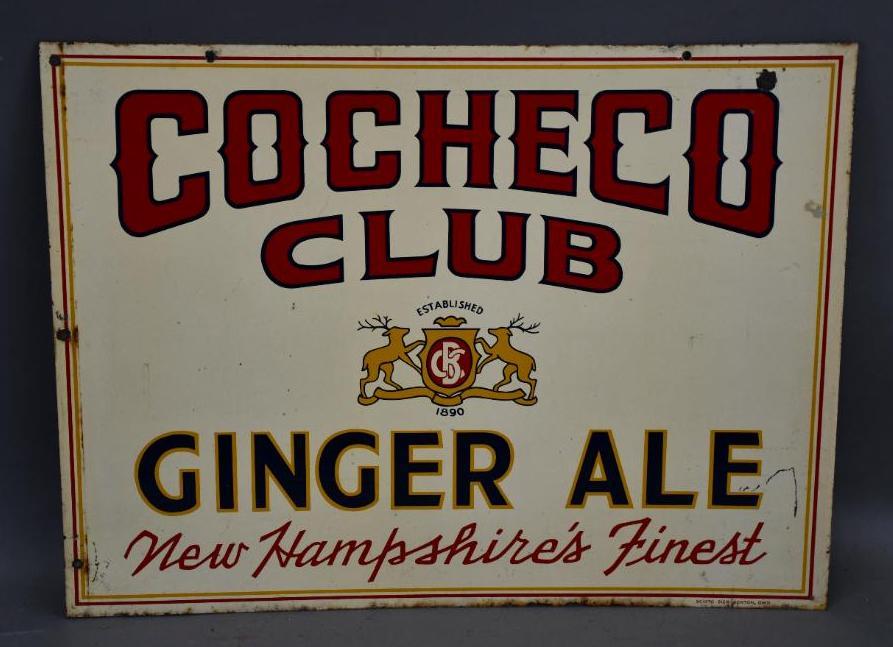 COCHECO
CLUB
ESTABLISHED
1890
GINGER ALE
New Hampshire's Finest